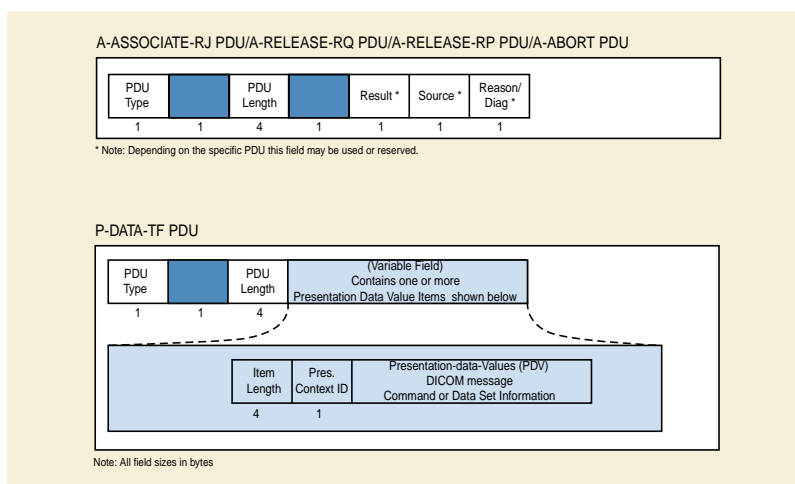 A-ASSOCIATE-RJ PDU/A-RELEASE-RQ PDU/A-RELEASE-RP PDU/A-ABORT PDU
PDU
Type
PDU
Length
Result *
Source *
Reason/
Diag *
1 1 4 1 1 1 1
* Note: Depending on the specific PDU this field may be used or reserved.
P-DATA-TF PDU
PDU
Type
PDU
Length
(Variable Field)
Contains one or more
Presentation Data Value Items shown below
1 1 4
Item
Length
Pres.
Context ID
Presentation-data-Values (PDV)
DICOM message
Command or Data Set Information
4 1
Note: All field sizes in bytes